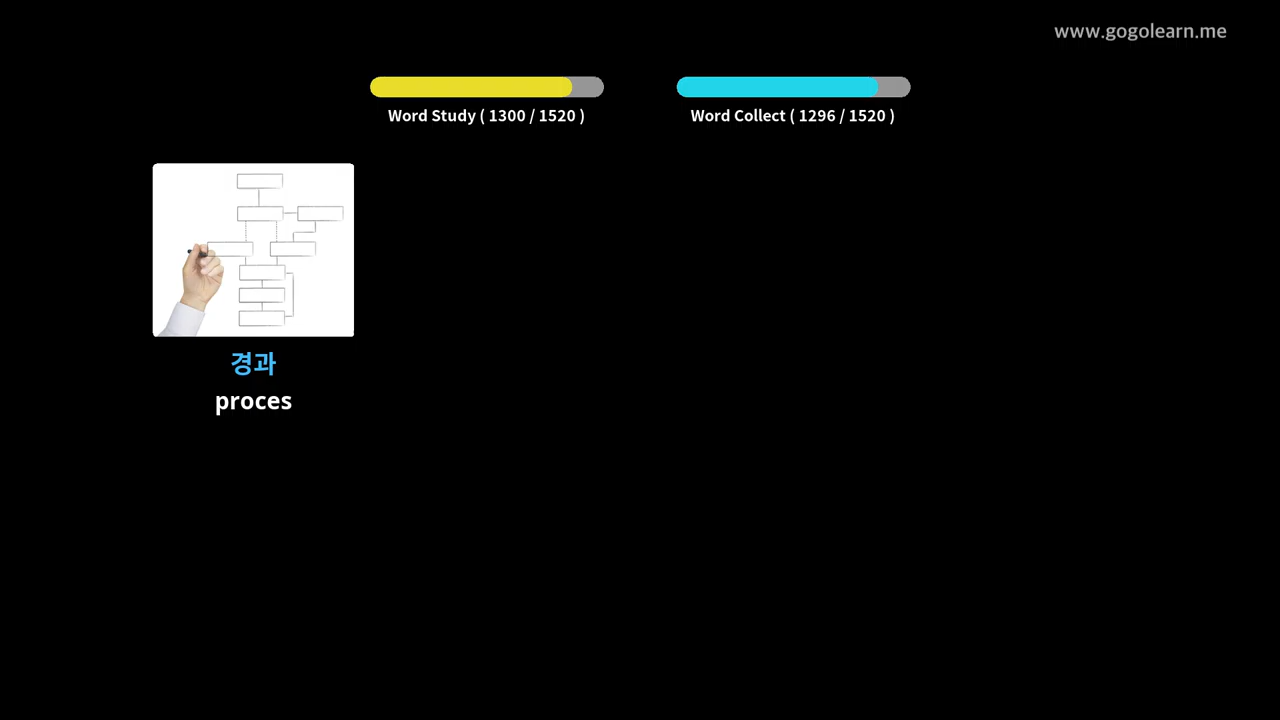 www.gogolearn.me
Word Study ( 1300 / 1520 )
Word Collect ( 1296 / 1520 )
경과
proces